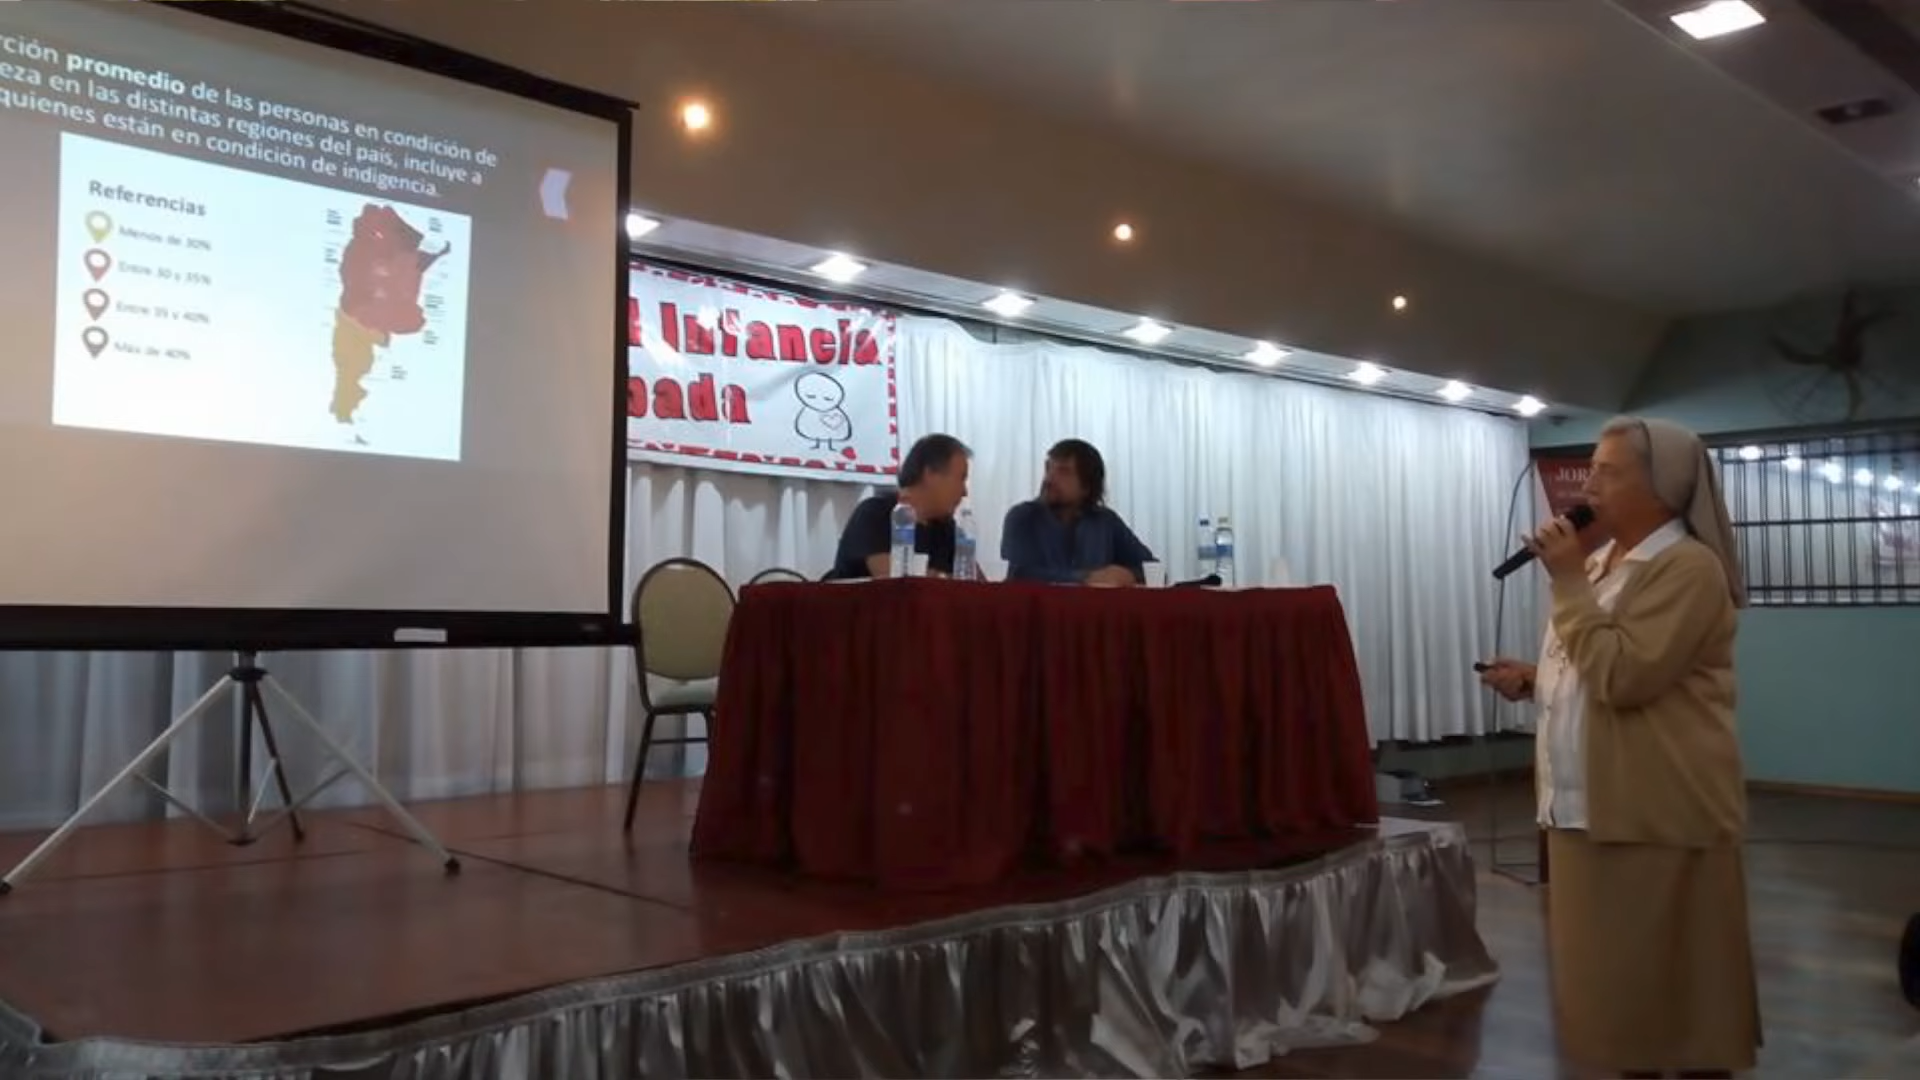 rción promedio de las personas en condición de
eza en las distintas regiones del país, incluye a
quienes están en condición de indigencia.
Referencias
Menos de 30%
Entre 30 y 35%
Entre 35 y 40%
Más de 40%
l Infancia
bada
JOR